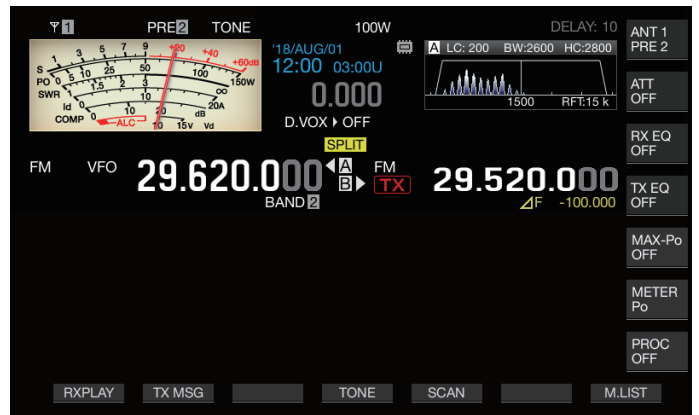 1 PRE2 TONE 100W DELAY: 10
ANT 1
PRE 2
S 1 3 5 7 9 +20 +40 +60dB
PO 0 5 10 25 50 100 150W
SWR 1 1.5 2 3 ∞
Id 0 10 20A
COMP 0 10 20 dB
ALC 10 15V Vd
'18/AUG/01
12:00 03:00U
0.000
D.VOX ▸ OFF
A LC: 200 BW:2600 HC:2800
1500 RFT:15 k
ATT
OFF
RX EQ
OFF
SPLIT
FM VFO 29.620.000 ◀A FM 29.520.000
B▶ TX
BAND 2 ⊿F -100.000
TX EQ
OFF
MAX-Po
OFF
METER
Po
PROC
OFF
RXPLAY TX MSG TONE SCAN M.LIST